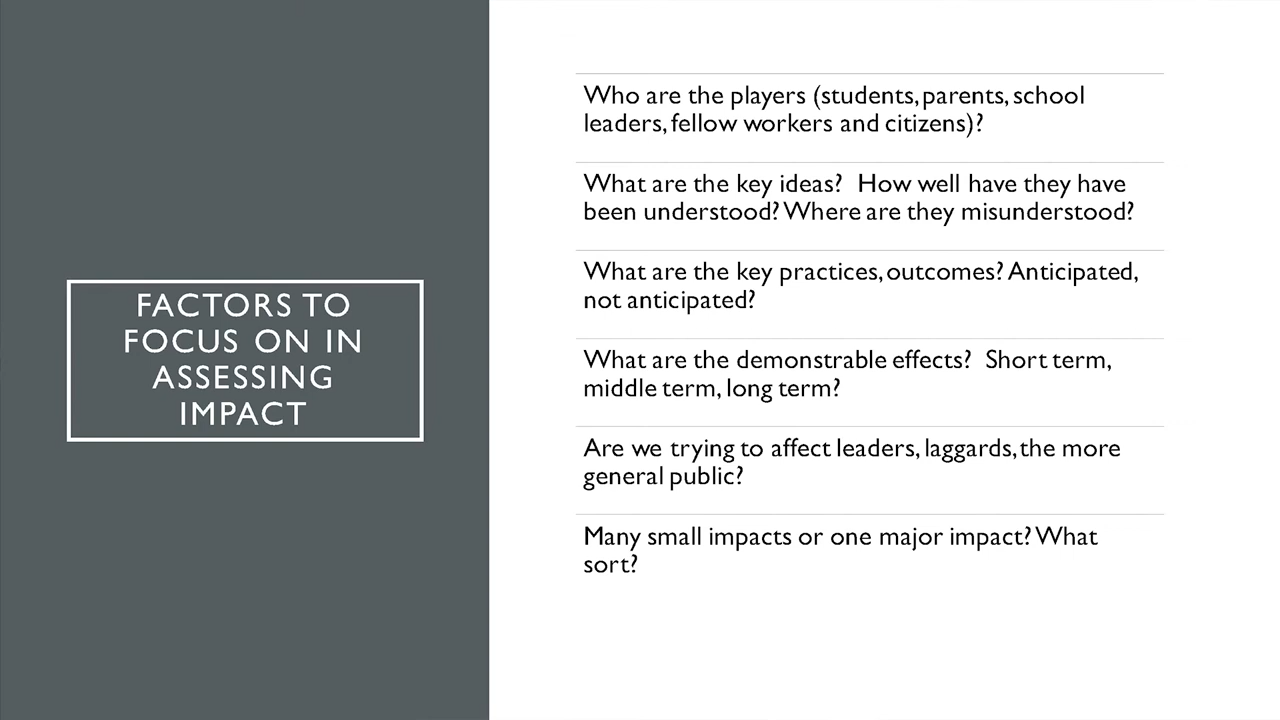 FACTORS TO
FOCUS ON IN
ASSESSING
IMPACT
Who are the players (students, parents, school
leaders, fellow workers and citizens)?
What are the key ideas?  How well have they have
been understood? Where are they misunderstood?
What are the key practices, outcomes? Anticipated,
not anticipated?
What are the demonstrable effects?  Short term,
middle term, long term?
Are we trying to affect leaders, laggards, the more
general public?
Many small impacts or one major impact? What
sort?